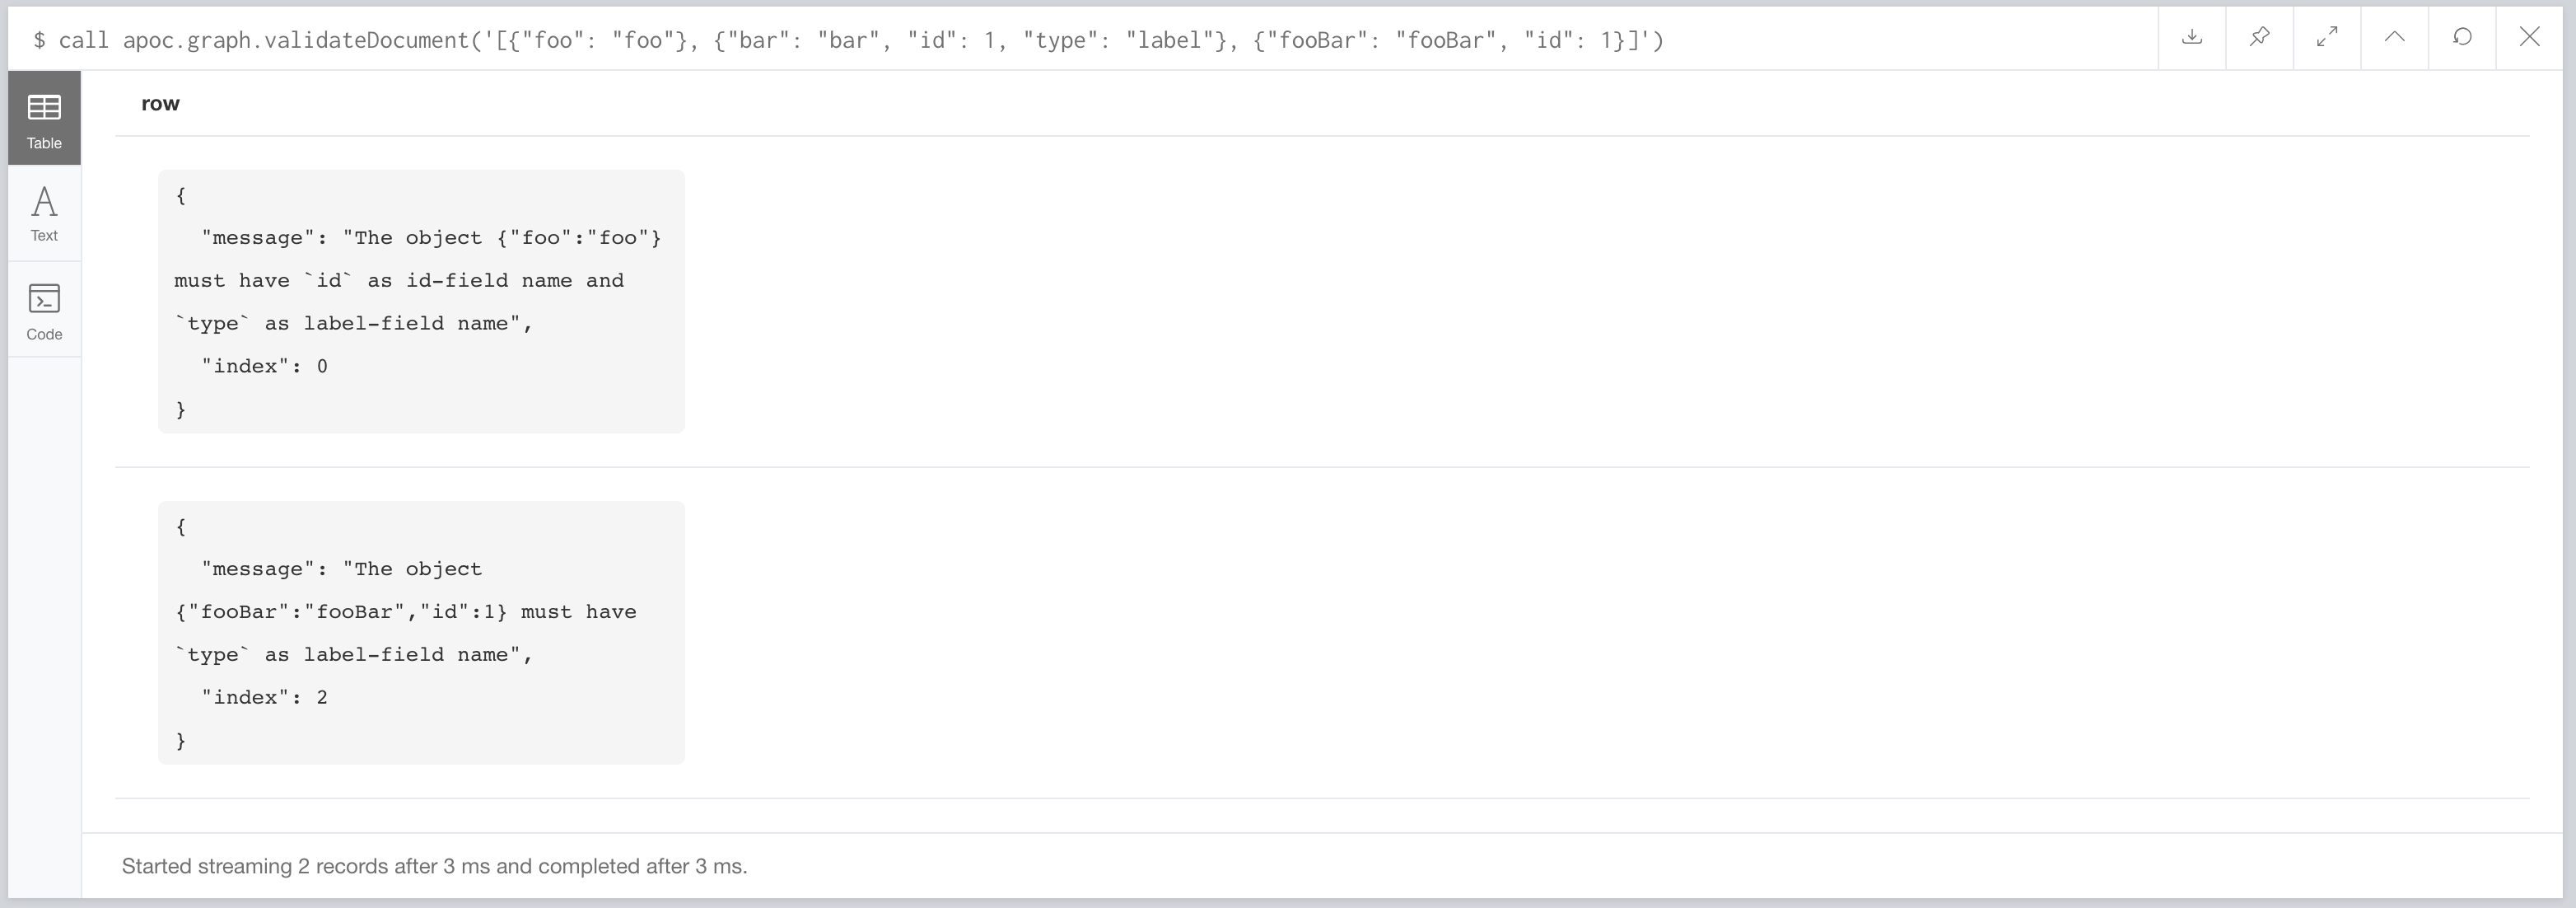 $ call apoc.graph.validateDocument('[{"foo": "foo"}, {"bar": "bar", "id": 1, "type": "label"}, {"fooBar": "fooBar", "id": 1}]')
Table
Text
Code
row
{
  "message": "The object {"foo":"foo"}
must have `id` as id-field name and
`type` as label-field name",
  "index": 0
}
{
  "message": "The object
{"fooBar":"fooBar","id":1} must have
`type` as label-field name",
  "index": 2
}
Started streaming 2 records after 3 ms and completed after 3 ms.